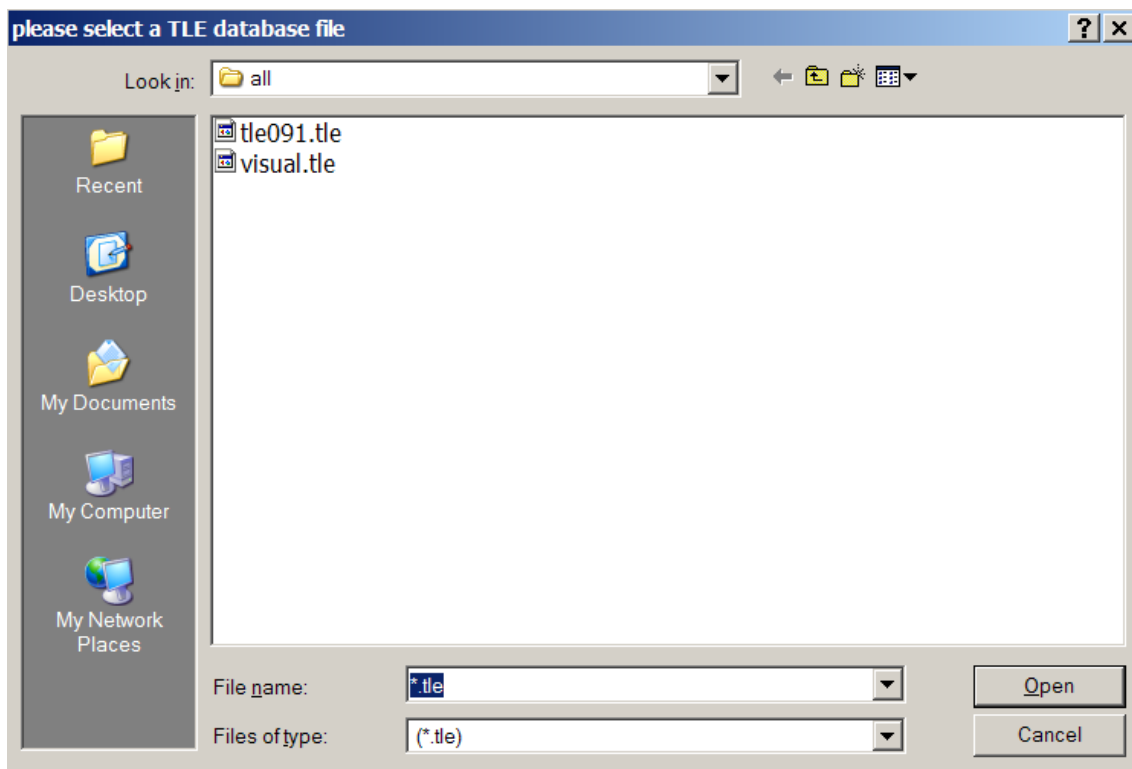 please select a TLE database file
Look in:
all
tle091.tle
visual.tle
Recent
Desktop
My Documents
My Computer
My Network
Places
File name:
*.tle
Open
Files of type:
(*.tle)
Cancel